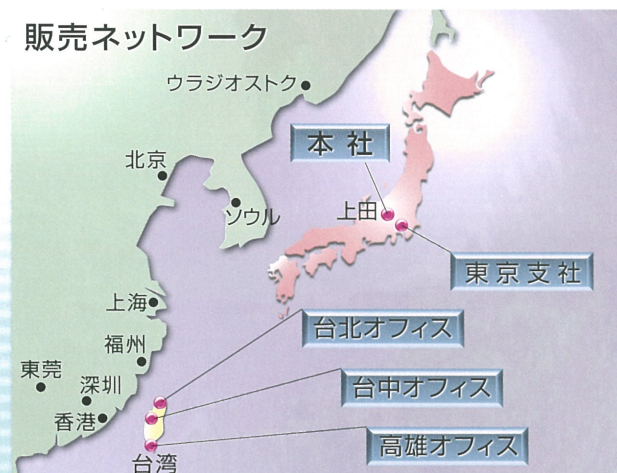 販売ネットワーク
ウラジオストク
本社
北京
ソウル
上田
東京支社
上海
台北オフィス
福州
東莞
深圳
台中オフィス
香港
高雄オフィス
台湾